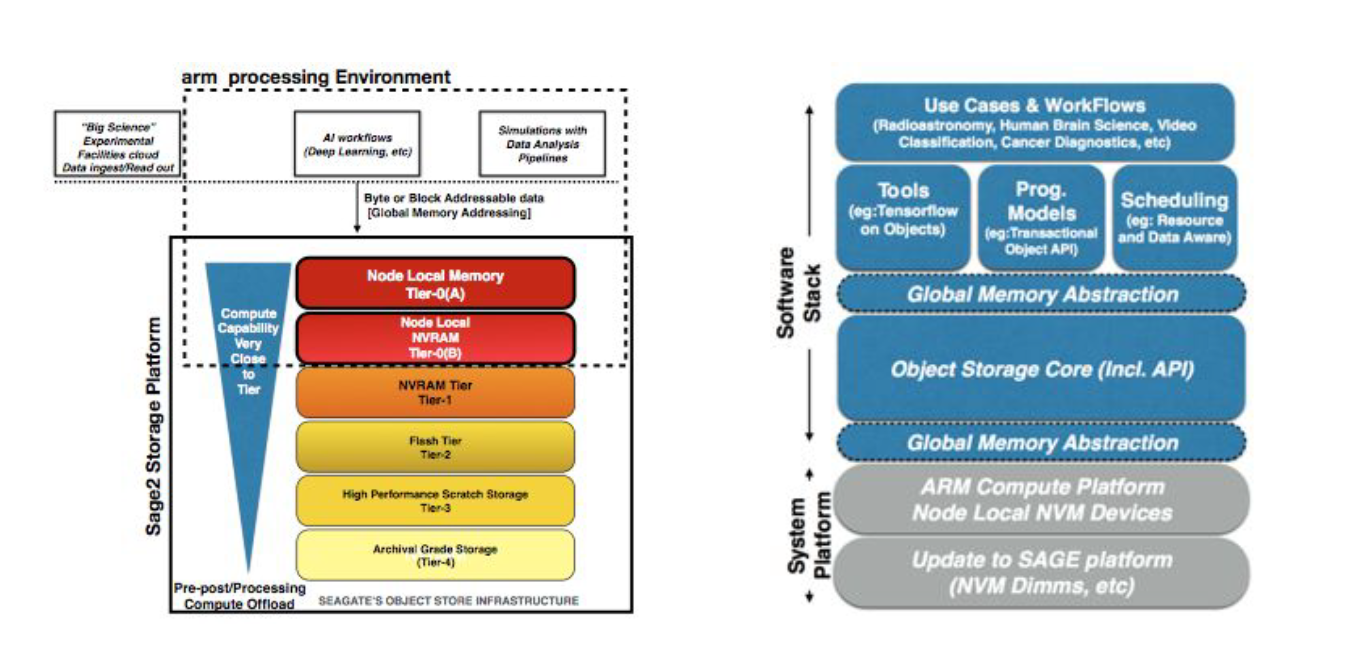 arm processing Environment
"Big Science"
Experimental
Facilities cloud
Data ingest/Read out
AI workflows
(Deep Learning, etc)
Simulations with
Data Analysis
Pipelines
Byte or Block Addressable data
[Global Memory Addressing]
Sage2 Storage Platform
Compute
Capability
Very
Close
to
Tier
Node Local Memory
Tier-0(A)
Node Local
NVRAM
Tier-0(B)
NVRAM Tier
Tier-1
Flash Tier
Tier-2
High Performance Scratch Storage
Tier-3
Archival Grade Storage
(Tier-4)
Pre-post/Processing
Compute Offload
SEAGATE'S OBJECT STORE INFRASTRUCTURE
Software
Stack
System
Platform
Use Cases & WorkFlows
(Radioastronomy, Human Brain Science, Video
Classification, Cancer Diagnostics, etc)
Tools
(eg:Tensorflow
on Objects)
Prog.
Models
(eg:Transactional
Object API)
Scheduling
(eg: Resource
and Data Aware)
Global Memory Abstraction
Object Storage Core (Incl. API)
Global Memory Abstraction
ARM Compute Platform
Node Local NVM Devices
Update to SAGE platform
(NVM Dimms, etc)